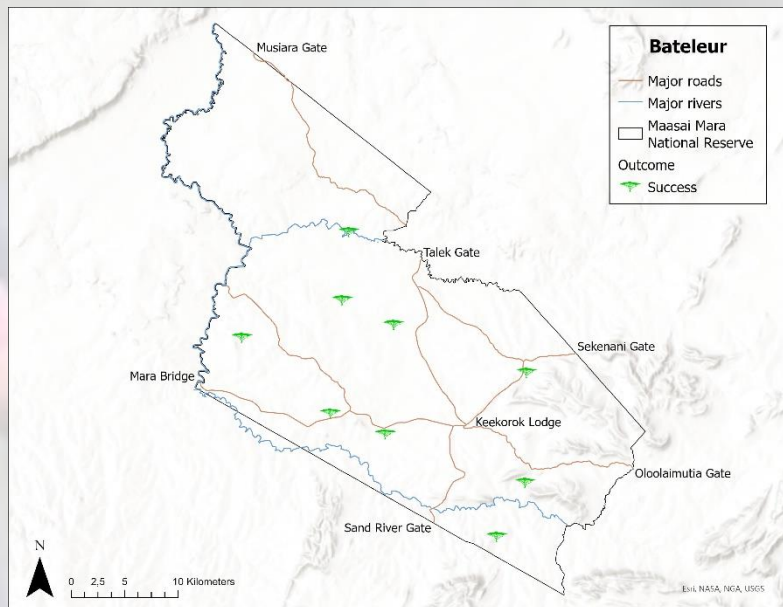 Musiara Gate
Bateleur
Major roads
Major rivers
Maasai Mara
National Reserve
Outcome
Success
Talek Gate
Sekenani Gate
Mara Bridge
Keekorok Lodge
Oloolaimutia Gate
Sand River Gate
N
0 2,5 5 10 Kilometers
Esri, NASA, NGA, USGS